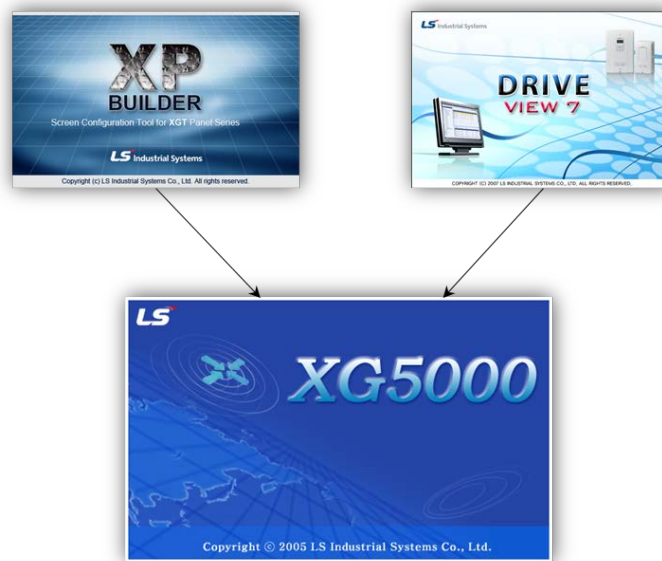 XP
BUILDER
Screen Configuration Tool for XGT Panel Series
LS Industrial Systems
Copyright (c) LS Industrial Systems Co., Ltd. All rights reserved.
LS Industrial Systems
DRIVE
VIEW 7
COPYRIGHT (C) 2007 LS INDUSTRIAL SYSTEMS CO., LTD, ALL RIGHTS RESERVED.
LS
XG5000
Copyright © 2005 LS Industrial Systems Co., Ltd.